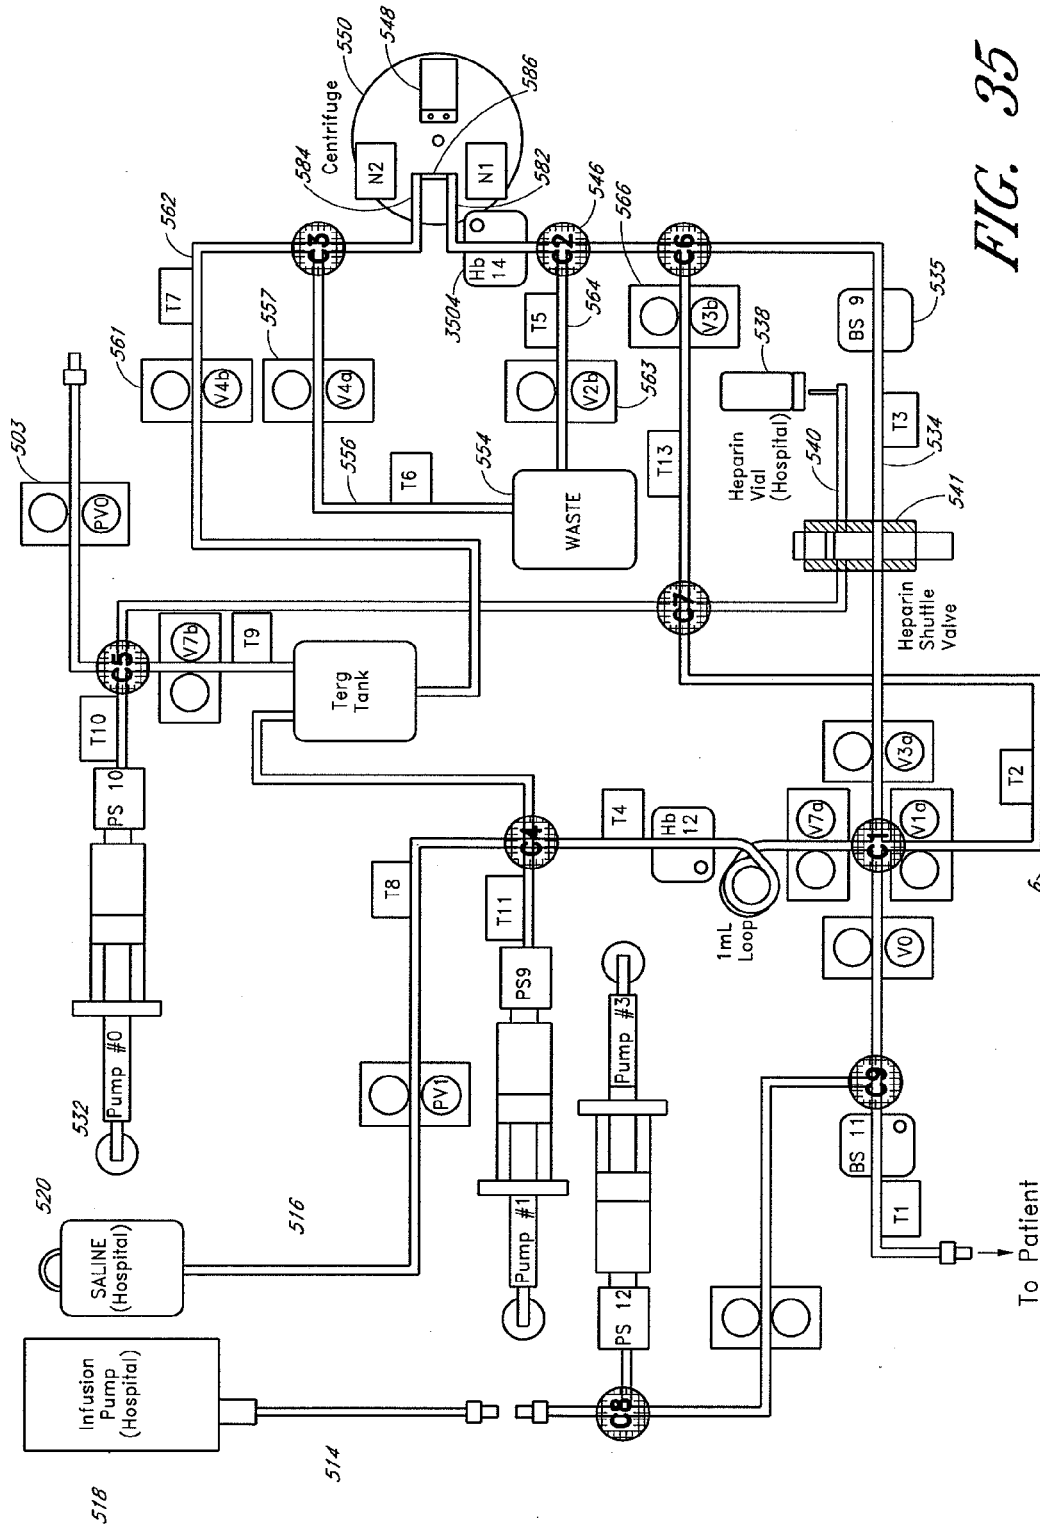 518
Infusion
Pump
(Hospital)
520
SALINE
(Hospital)
532
Pump #0
PS 10
T10
C5
503
PV0
561
514
516
T9
V7b
T7
562
V4b
557
V4a
Terg
Tank
556
C3
584
Centrifuge
550
548
T8
PV1
T6
N2
586
T11
C4
554
N1
582
Pump #1
PS9
T5
Hb
14
3504
V2b
564
C2
546
WASTE
563
C8
PS 12
Pump #3
T4
T13
566
C7
V3b
C6
Hb
12
1mL
Loop
Heparin
Vial
(Hospital)
538
V7a
540
BS 11
C9
V0
C1
V3a
BS 9
535
T1
V1a
Heparin
Shuttle
Valve
T3
534
541
T2
To Patient
FIG. 35